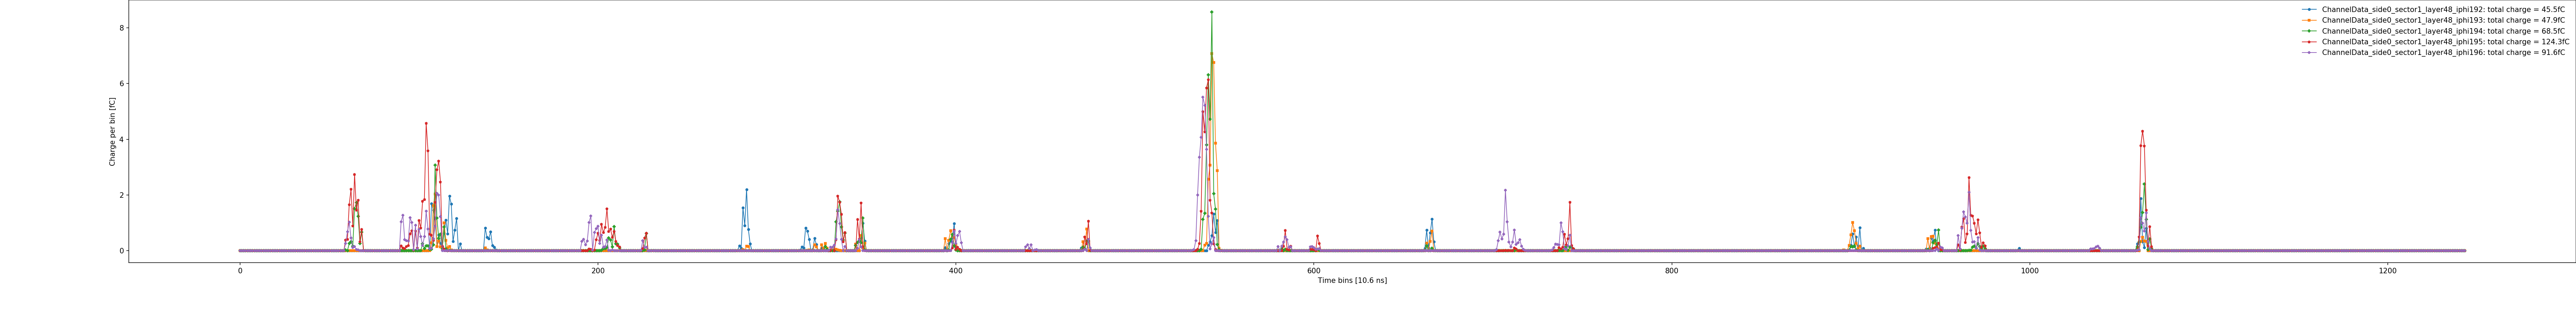 ChannelData_side0_sector1_layer48_iphi192: total charge = 45.5fC
ChannelData_side0_sector1_layer48_iphi193: total charge = 47.9fC
ChannelData_side0_sector1_layer48_iphi194: total charge = 68.5fC
ChannelData_side0_sector1_layer48_iphi195: total charge = 124.3fC
ChannelData_side0_sector1_layer48_iphi196: total charge = 91.6fC
Charge per bin [fC]
8
6
4
2
0
0 200 400 600 800 1000 1200
Time bins [10.6 ns]